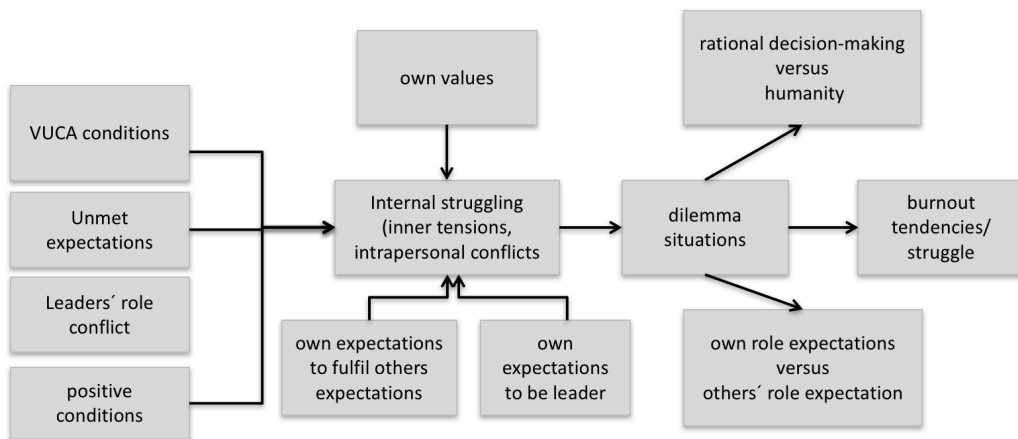 VUCA conditions
Unmet
expectations
Leaders´ role
conflict
positive
conditions
own values
Internal struggling
(inner tensions,
intrapersonal conflicts
own expectations
to fulfil others
expectations
own
expectations
to be leader
dilemma
situations
rational decision-making
versus
humanity
burnout
tendencies/
struggle
own role expectations
versus
others´ role expectation